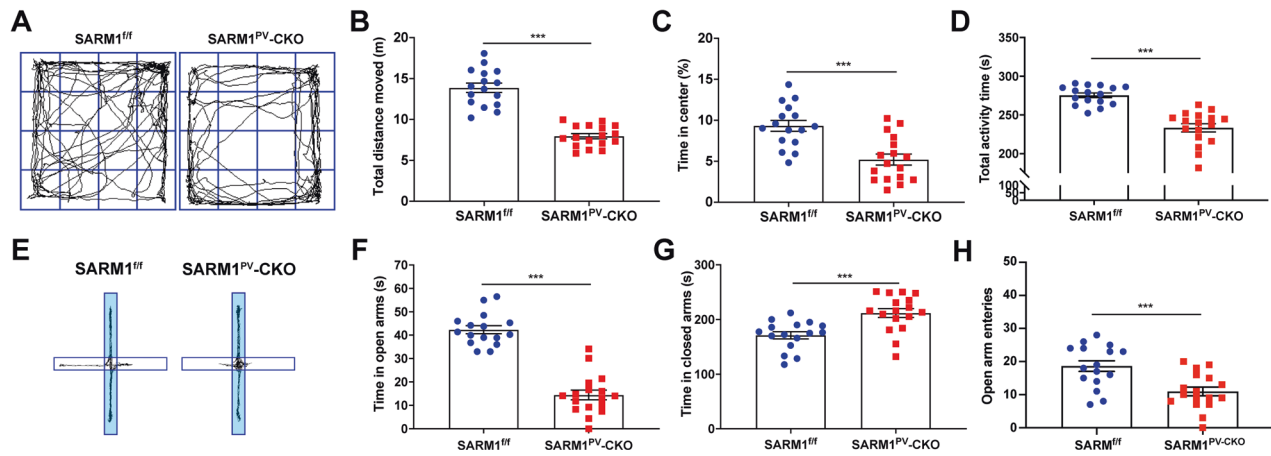 A
SARM1f/f
SARM1PV-CKO
B
Total distance moved (m)
20
15
10
5
0
***
SARM1f/f
SARM1PV-CKO
C
Time in center (%)
20
15
10
5
0
***
SARM1f/f
SARM1PV-CKO
D
Total activity time (s)
350
300
250
200
100
50
0
***
SARM1f/f
SARM1PV-CKO
E
SARM1f/f
SARM1PV-CKO
F
Time in open arms (s)
70
60
50
40
30
20
10
0
***
SARM1f/f
SARM1PV-CKO
G
Time in closed arms (s)
300
200
100
0
***
SARM1f/f
SARM1PV-CKO
H
Open arm enteries
50
40
30
20
10
0
***
SARMf/f
SARM1PV-CKO